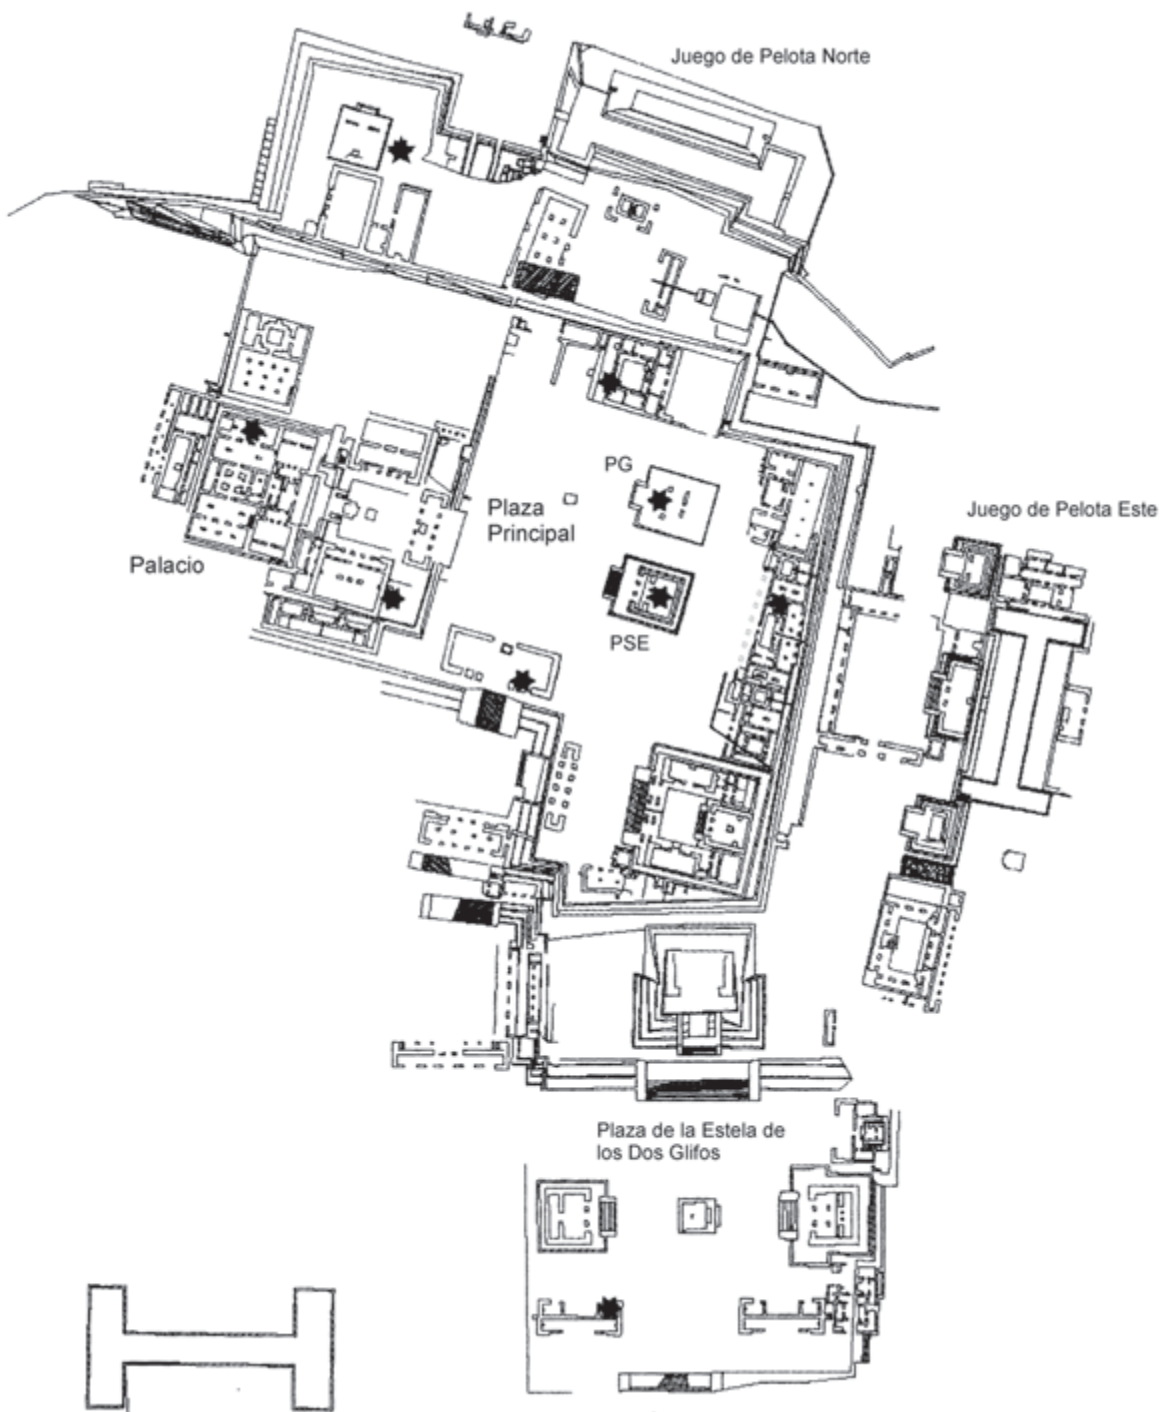 Juego de Pelota Norte
PG
Plaza
Principal
Juego de Pelota Este
Palacio
PSE
Plaza de la Estela de
los Dos Glifos